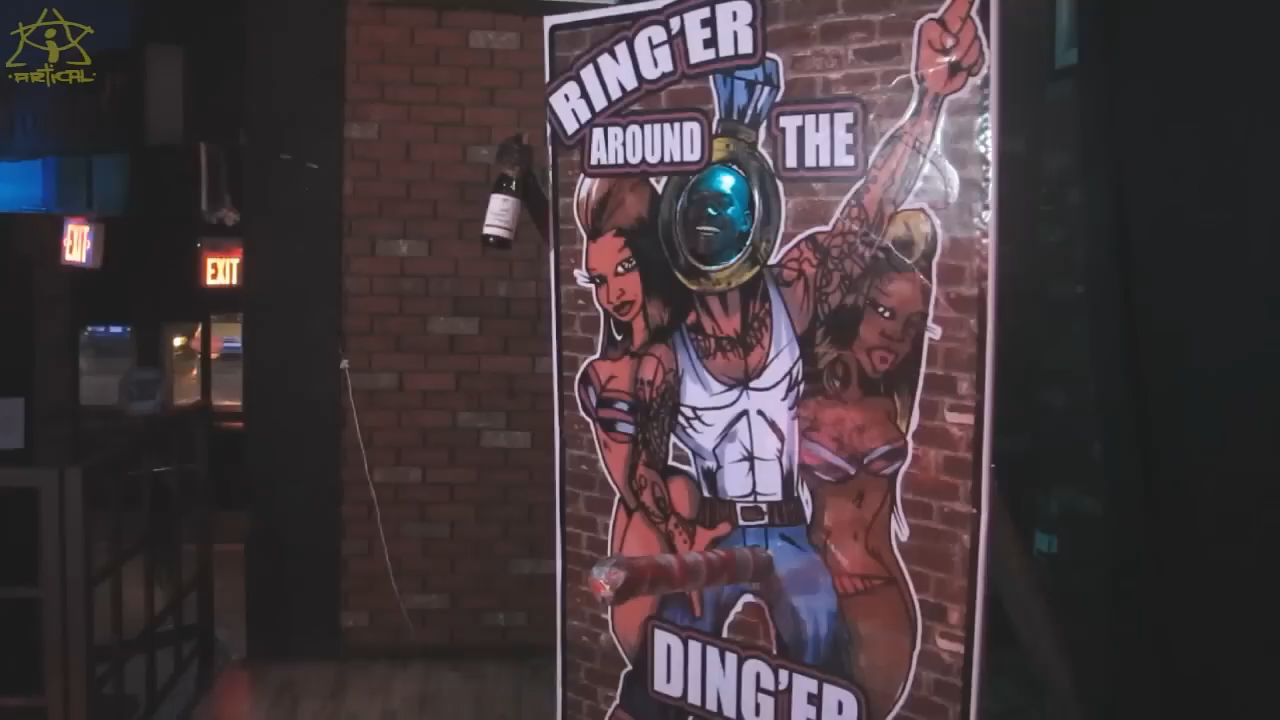 ARTICAL
RING'ER
AROUND THE
DING'ER
EXIT
EXIT